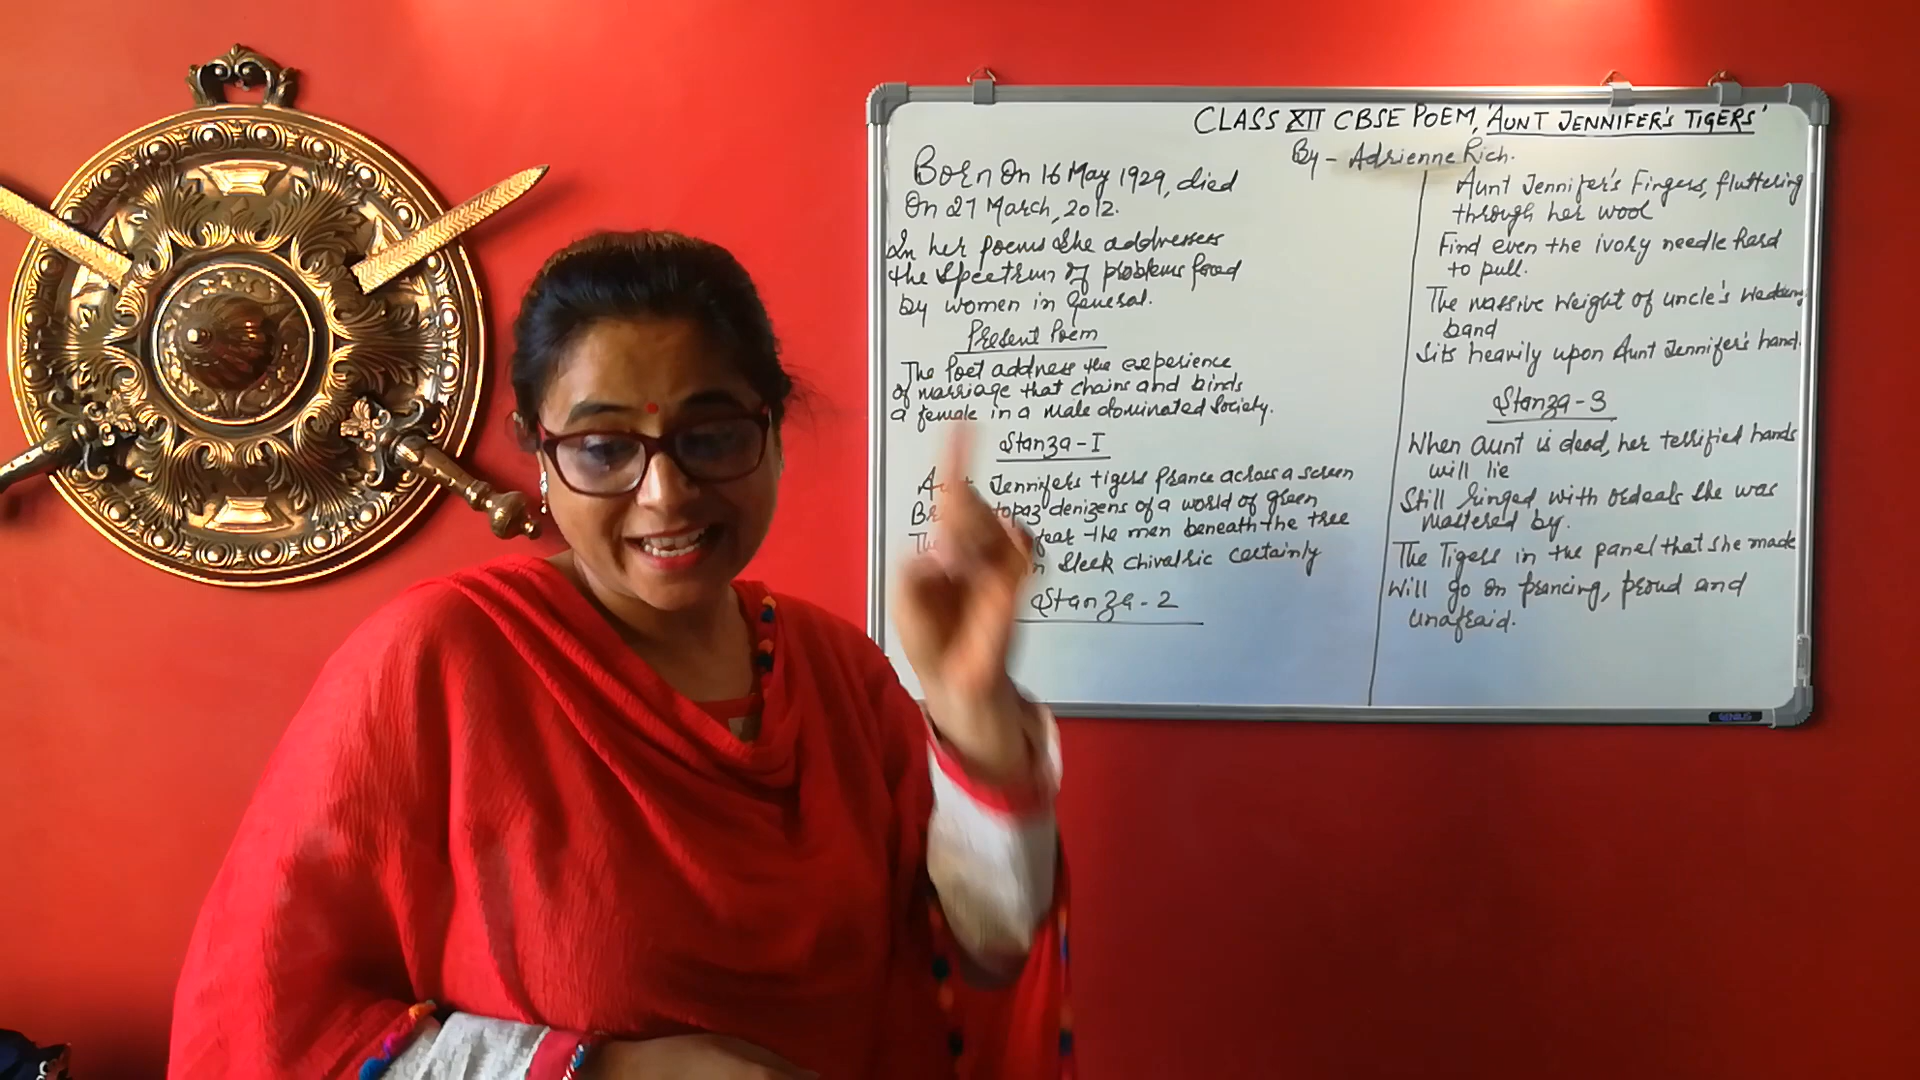 CLASS XII CBSE POEM, 'AUNT JENNIFER'S TIGERS'
By - Adrienne Rich.
Born On 16 May 1929, died
On 27 March, 2012.
In her poems She addresses
the Spectrum of problems faced
by women in General.
Present Poem
The Poet address the experience
of marriage that chains and binds
a female in a male dominated Society.
Stanza - I
Jennifer's tigers Prance across a screen
topaz denizens of a world of green
fear the men beneath the tree
in Sleek chivalric certainly
Stanza - 2
Aunt Jennifer's Fingers, fluttering
through her wool
Find even the ivory needle hard
to pull.
The massive weight of uncle's Wedding
band
Sits heavily upon Aunt Jennifer's hand.
Stanza - 3
When Aunt is dead, her terrified hands
will lie
Still ringed with ordeals She was
mastered by.
The Tigers in the panel that She made
Will go on prancing, proud and
unafraid.
GENIUS